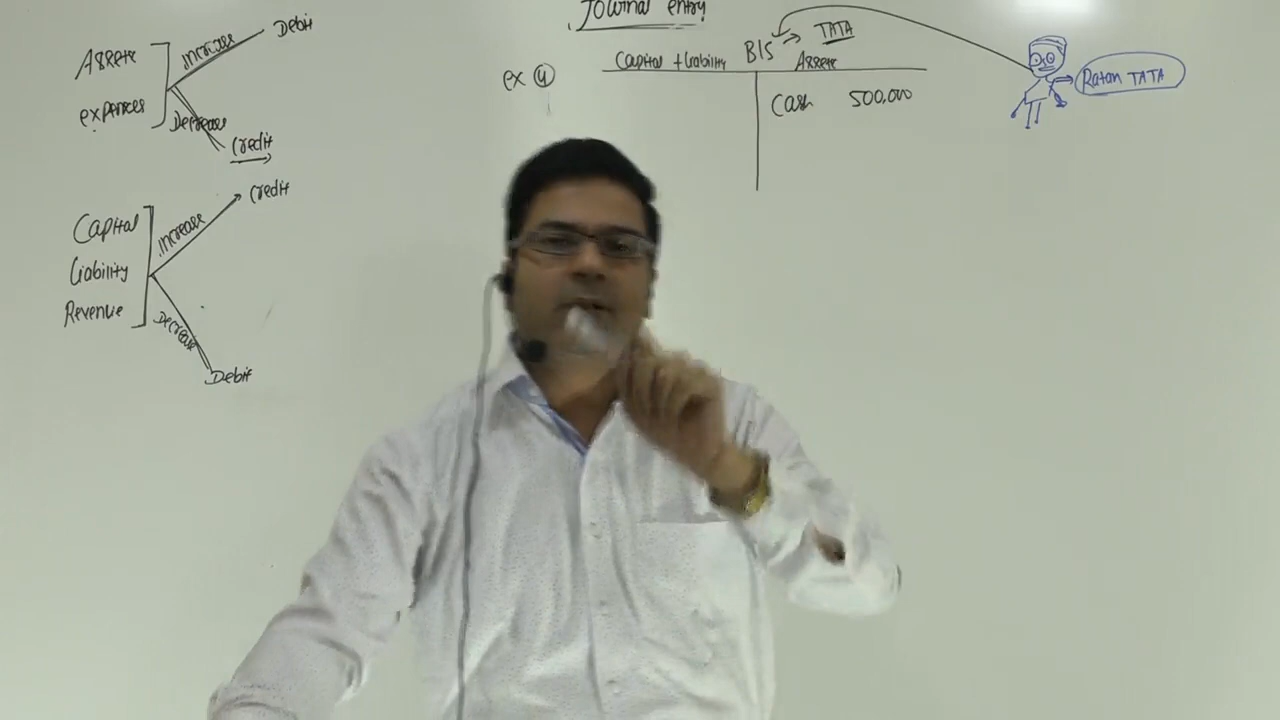 Journal entry
Assets
expenses
increase
Debit
Decrease
Credit
Capital
Liability
Revenue
increase
Credit
Decrease
Debit
ex 4
TATA
B/S
Capital + Liability
Assets
Cash 500,000
Ratan TATA